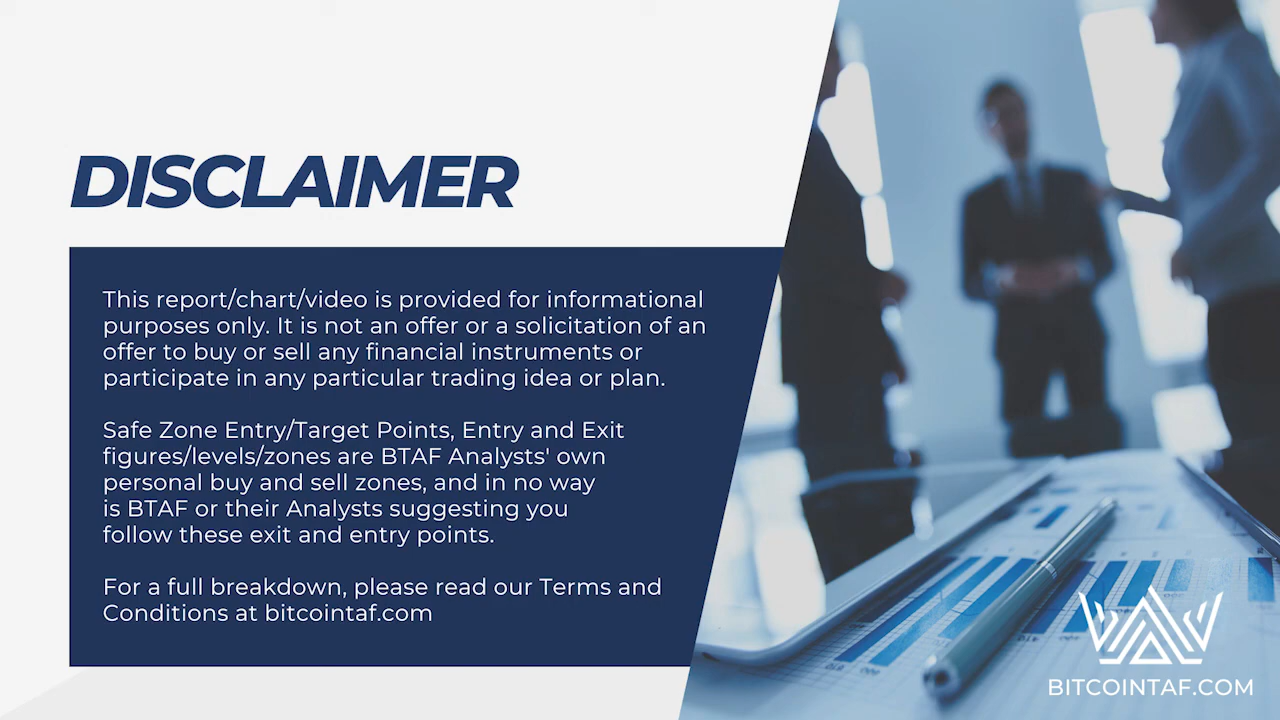 DISCLAIMER
This report/chart/video is provided for informational
purposes only. It is not an offer or a solicitation of an
offer to buy or sell any financial instruments or
participate in any particular trading idea or plan.
Safe Zone Entry/Target Points, Entry and Exit
figures/levels/zones are BTAF Analysts' own
personal buy and sell zones, and in no way
is BTAF or their Analysts suggesting you
follow these exit and entry points.
For a full breakdown, please read our Terms and
Conditions at bitcointaf.com
BITCOINTAF.COM